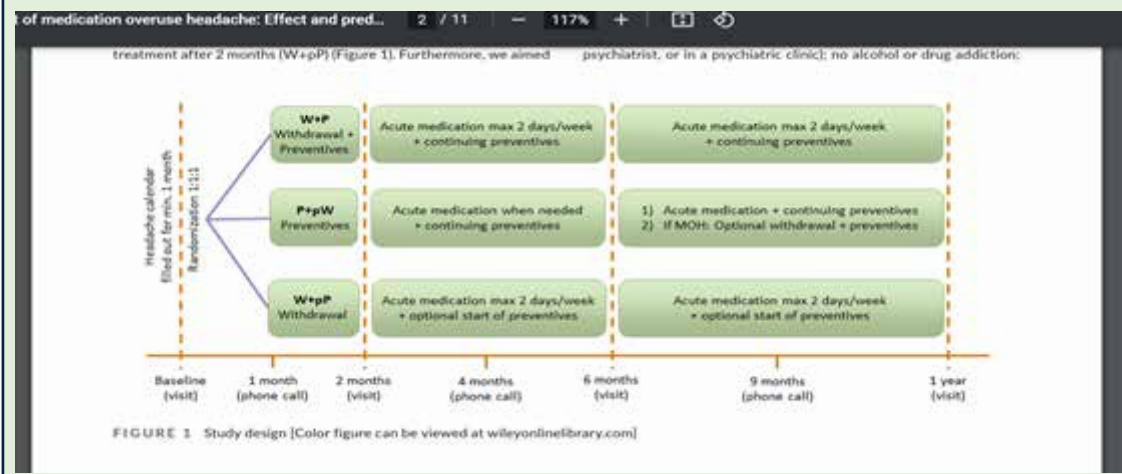 t of medication overuse headache: Effect and pred... 2 / 11 — 117% +
treatment after 2 months (W+pP) (Figure 1). Furthermore, we aimed
psychiatrist, or in a psychiatric clinic); no alcohol or drug addiction;
Headache calendar
filled out for min. 1 month
Randomization 1:1:1
W+P
Withdrawal +
Preventives
Acute medication max 2 days/week
+ continuing preventives
Acute medication max 2 days/week
+ continuing preventives
P+pW
Preventives
Acute medication when needed
+ continuing preventives
1) Acute medication + continuing preventives
2) If MOH: Optional withdrawal + preventives
W+pP
Withdrawal
Acute medication max 2 days/week
+ optional start of preventives
Acute medication max 2 days/week
+ optional start of preventives
Baseline
(visit)
1 month
(phone call)
2 months
(visit)
4 months
(phone call)
6 months
(visit)
9 months
(phone call)
1 year
(visit)
FIGURE 1 Study design [Color figure can be viewed at wileyonlinelibrary.com]